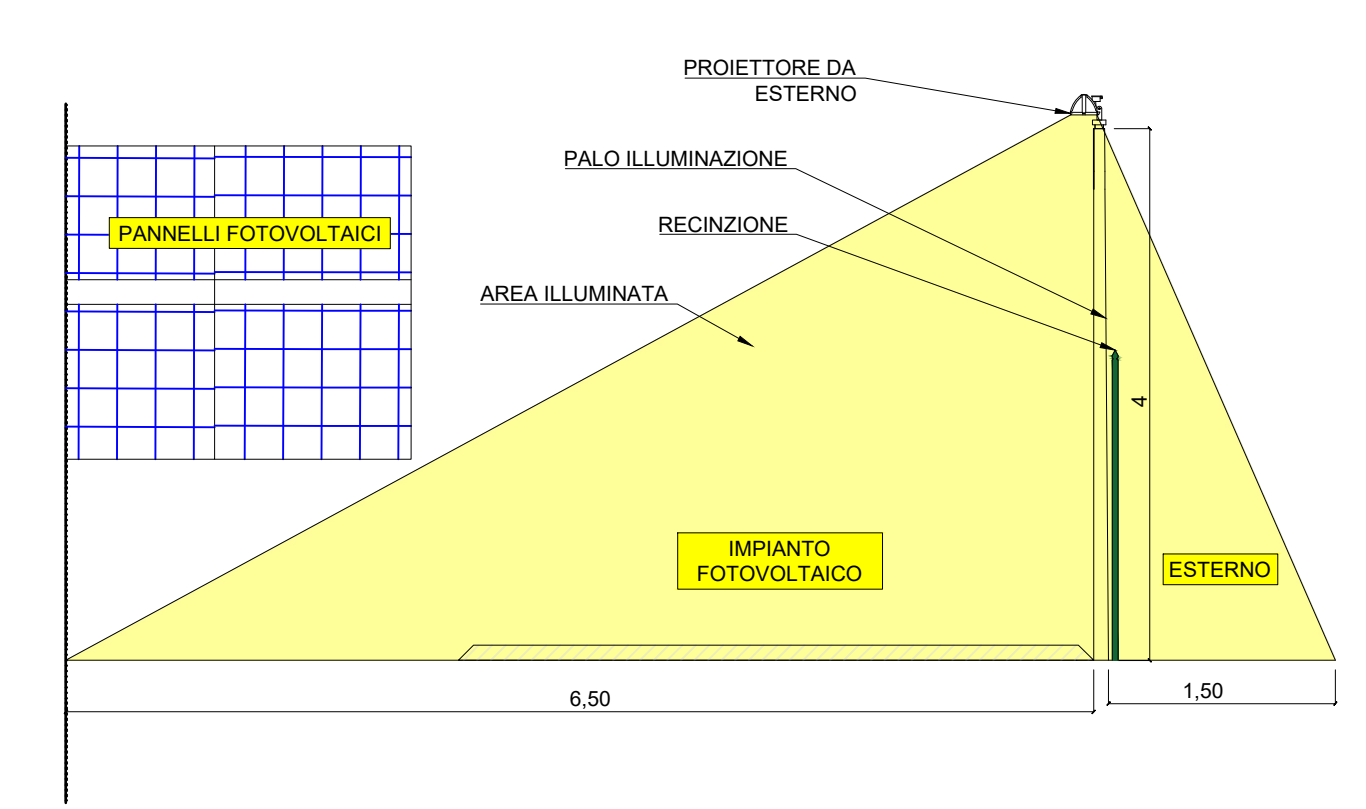 PROIETTORE DA
ESTERNO
PALO ILLUMINAZIONE
PANNELLI FOTOVOLTAICI
RECINZIONE
AREA ILLUMINATA
4
IMPIANTO
FOTOVOLTAICO
ESTERNO
6,50
1,50